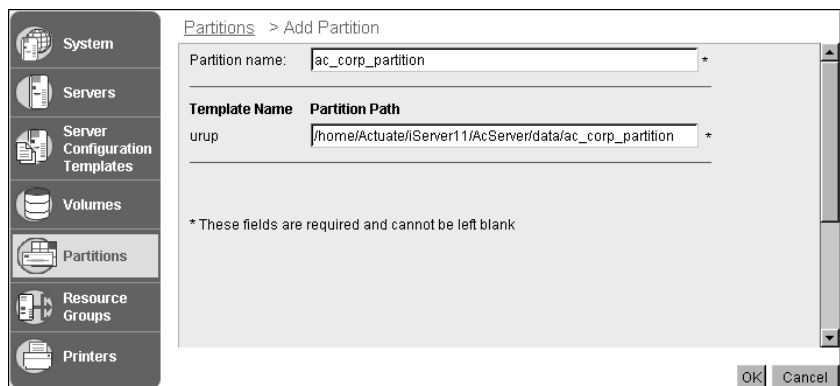 System
Servers
Server
Configuration
Templates
Volumes
Partitions
Resource
Groups
Printers
Partitions > Add Partition
Partition name: ac_corp_partition *
Template Name Partition Path
urup /home/Actuate/iServer11/AcServer/data/ac_corp_partition *
* These fields are required and cannot be left blank
OK Cancel